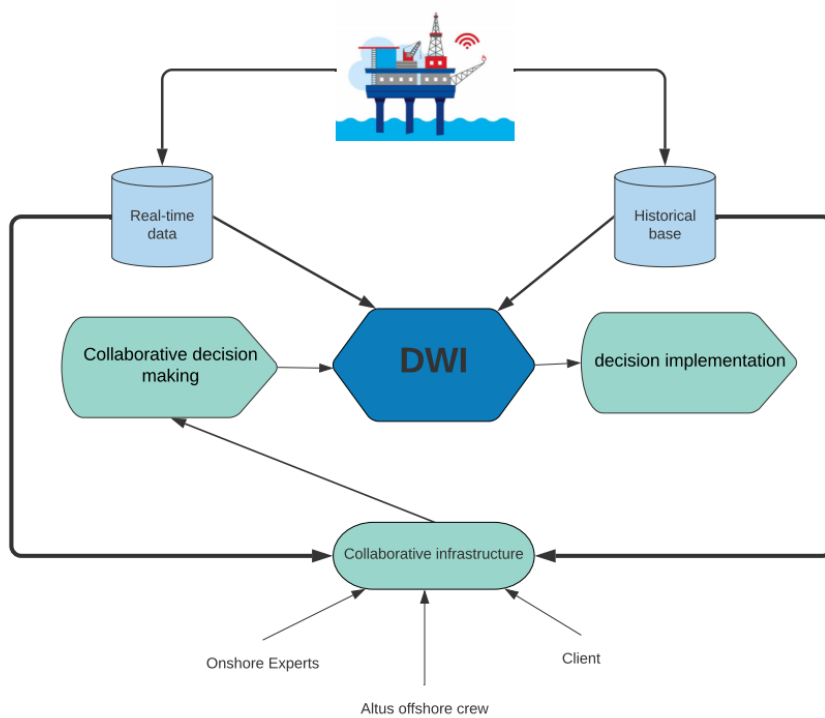 Real-time
data
Historical
base
Collaborative decision
making
DWI
decision implementation
Collaborative infrastructure
Onshore Experts
Client
Altus offshore crew